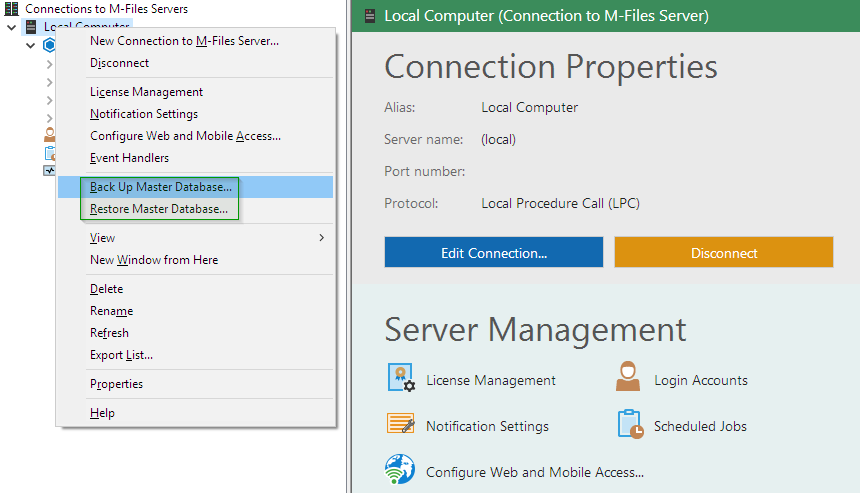 Connections to M-Files Servers
Local Computer
New Connection to M-Files Server...
Disconnect
License Management
Notification Settings
Configure Web and Mobile Access...
Event Handlers
Back Up Master Database...
Restore Master Database...
View
New Window from Here
Delete
Rename
Refresh
Export List...
Properties
Help
Local Computer (Connection to M-Files Server)
Connection Properties
Alias: Local Computer
Server name: (local)
Port number:
Protocol: Local Procedure Call (LPC)
Edit Connection... Disconnect
Server Management
License Management Login Accounts
Notification Settings Scheduled Jobs
Configure Web and Mobile Access...